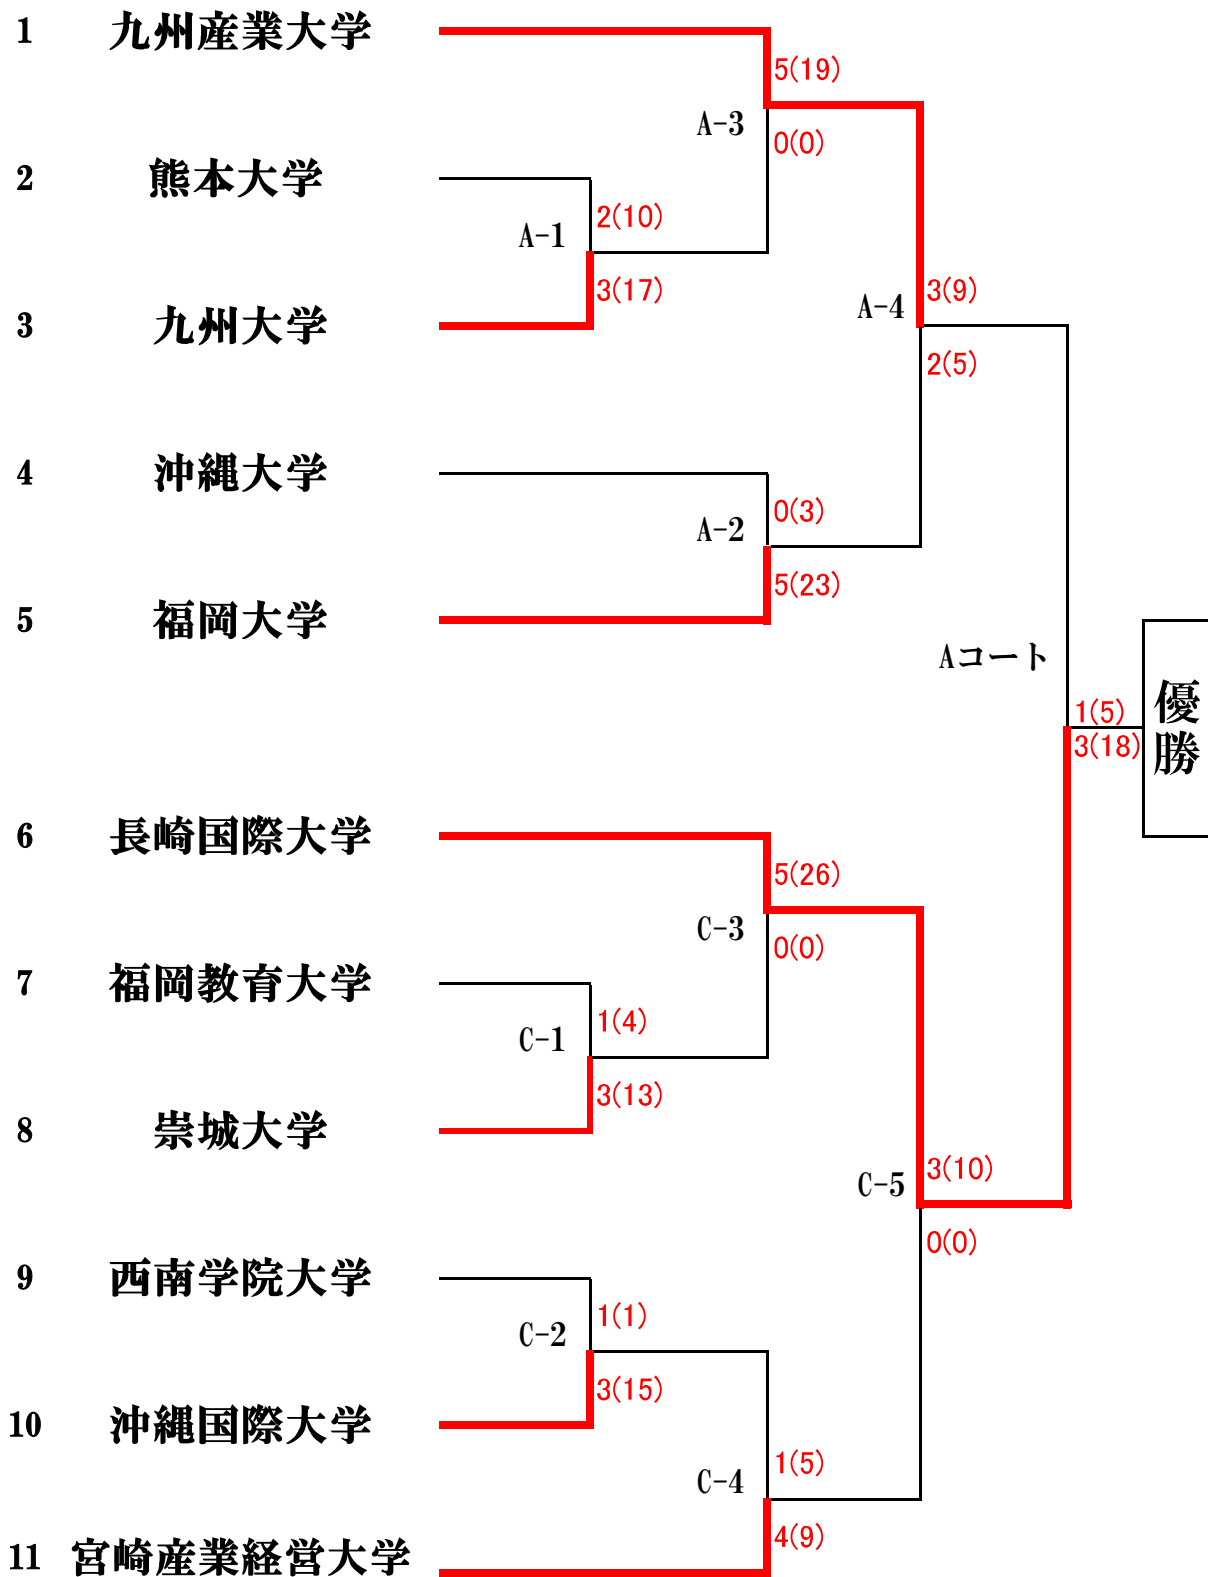 1 九州産業大学
5(19)
A-3
0(0)
2 熊本大学
2(10)
A-1
3(17)
3 九州大学
3(9)
A-4
2(5)
4 沖縄大学
0(3)
A-2
5(23)
5 福岡大学
Aコート
1(5)
3(18)
優勝
6 長崎国際大学
5(26)
C-3
0(0)
7 福岡教育大学
1(4)
C-1
3(13)
8 崇城大学
3(10)
C-5
0(0)
9 西南学院大学
1(1)
C-2
3(15)
10 沖縄国際大学
1(5)
C-4
4(9)
11 宮崎産業経営大学